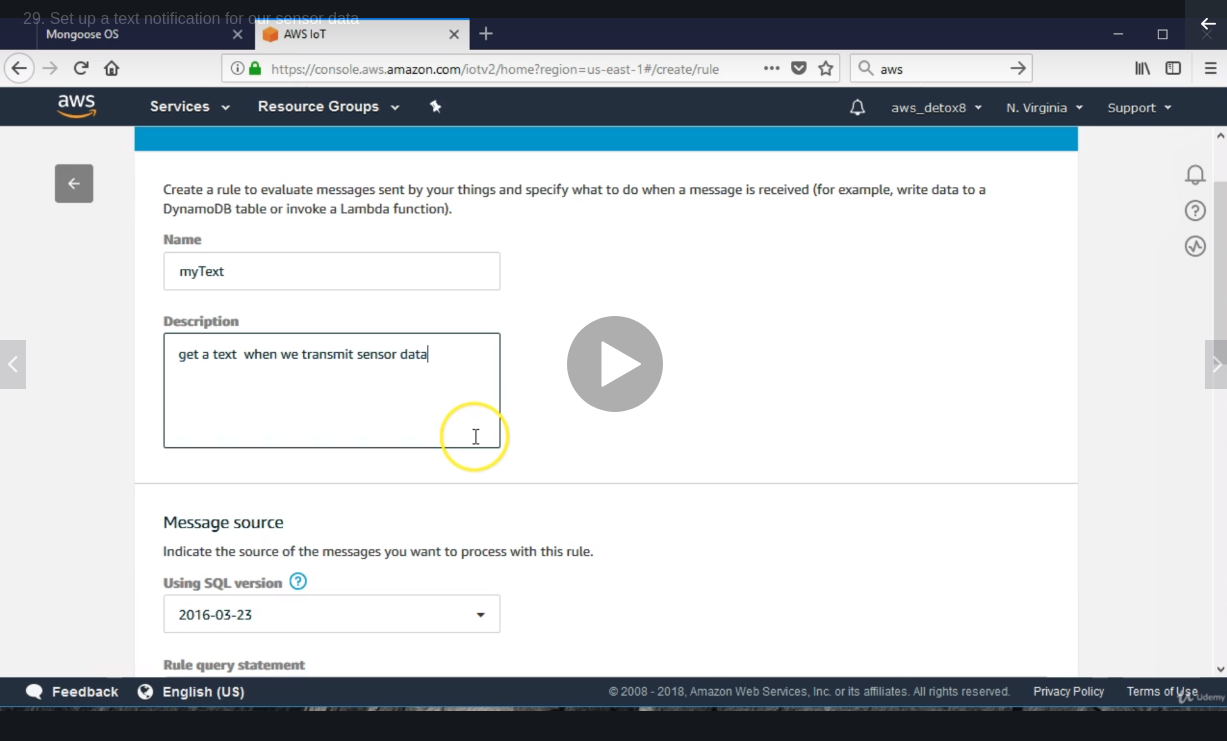 29. Set up a text notification for our sensor data
Mongoose OS
AWS IoT
https://console.aws.amazon.com/iotv2/home?region=us-east-1#/create/rule
aws
aws
Services
Resource Groups
aws_detox8
N. Virginia
Support
Create a rule to evaluate messages sent by your things and specify what to do when a message is received (for example, write data to a
DynamoDB table or invoke a Lambda function).
Name
myText
Description
get a text  when we transmit sensor data
Message source
Indicate the source of the messages you want to process with this rule.
Using SQL version
2016-03-23
Rule query statement
Feedback
English (US)
© 2008 - 2018, Amazon Web Services, Inc. or its affiliates. All rights reserved.
Privacy Policy
Terms of Use
Udemy